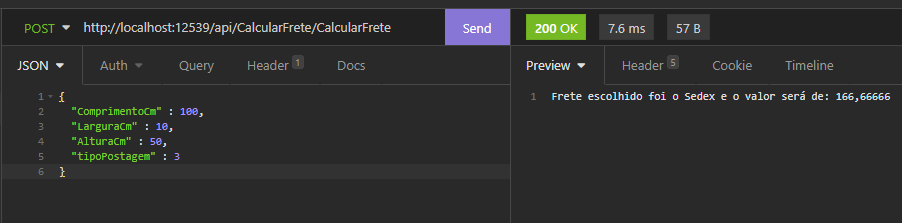 POST http://localhost:12539/api/CalcularFrete/CalcularFrete Send 200 OK 7.6 ms 57 B
JSON Auth Query Header 1 Docs Preview Header 5 Cookie Timeline
1 {
2 "ComprimentoCm" : 100,
3 "LarguraCm" : 10,
4 "AlturaCm" : 50,
5 "tipoPostagem" : 3
6 }
1 Frete escolhido foi o Sedex e o valor será de: 166,66666